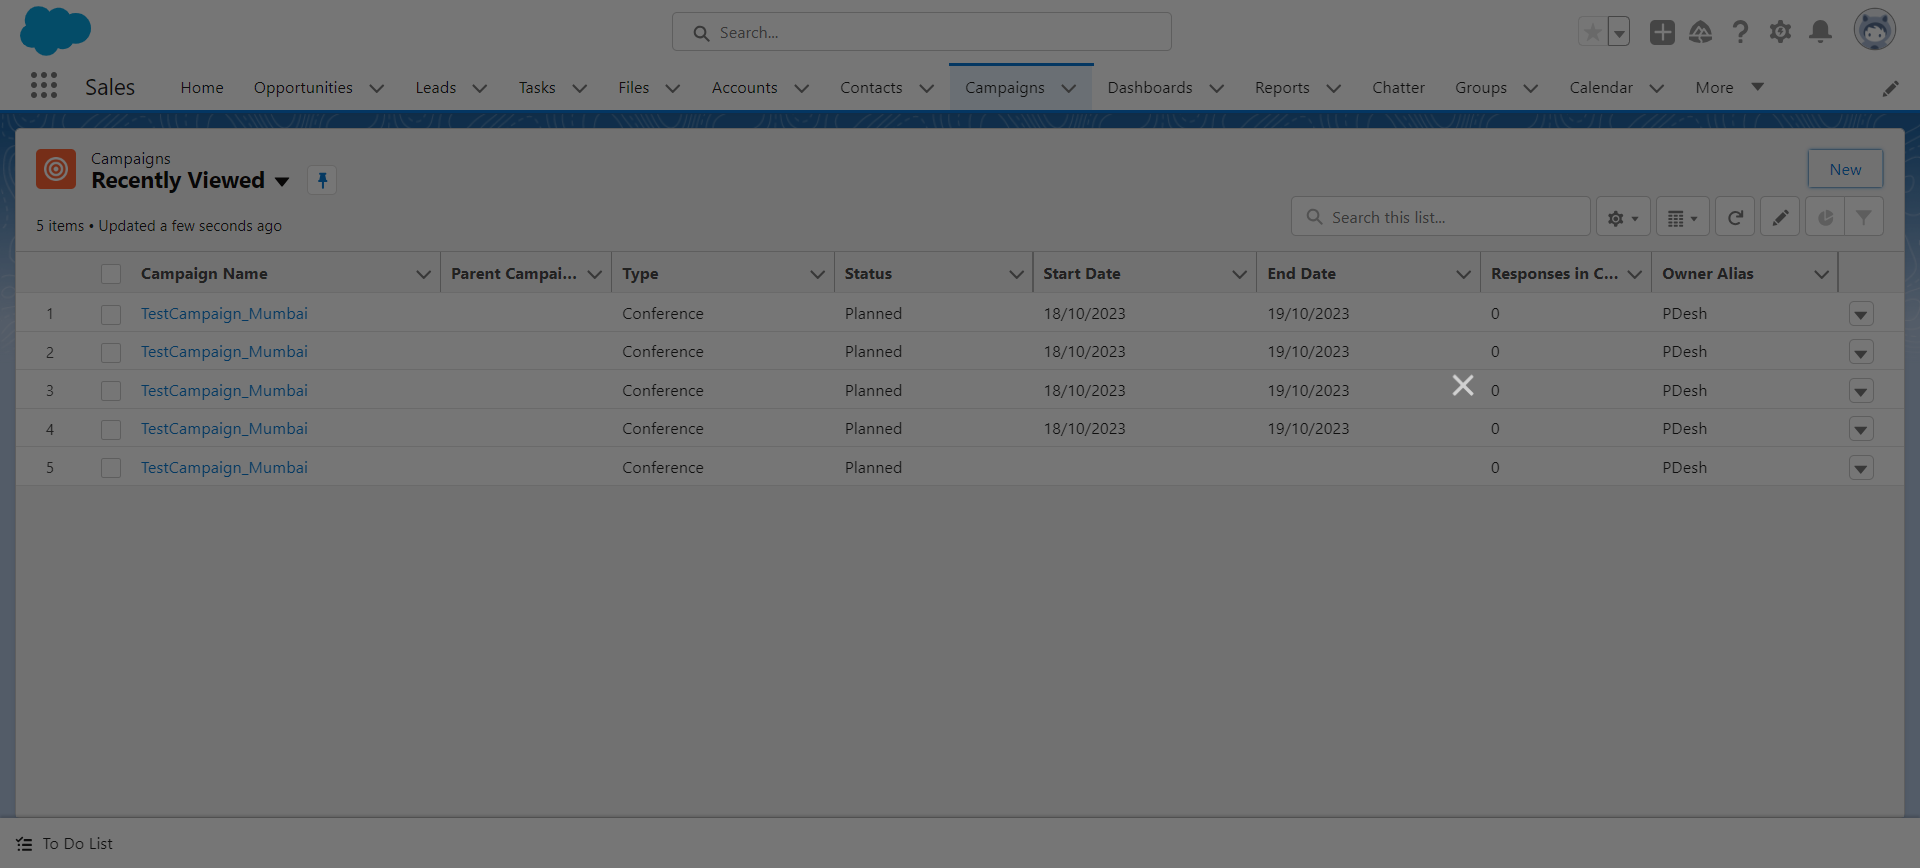 Search...
Sales Home Opportunities Leads Tasks Files Accounts Contacts Campaigns Dashboards Reports Chatter Groups Calendar More
Campaigns
Recently Viewed
New
5 items • Updated a few seconds ago
Search this list...
Campaign Name Parent Campai... Type Status Start Date End Date Responses in C... Owner Alias
1 TestCampaign_Mumbai Conference Planned 18/10/2023 19/10/2023 0 PDesh
2 TestCampaign_Mumbai Conference Planned 18/10/2023 19/10/2023 0 PDesh
3 TestCampaign_Mumbai Conference Planned 18/10/2023 19/10/2023 0 PDesh
4 TestCampaign_Mumbai Conference Planned 18/10/2023 19/10/2023 0 PDesh
5 TestCampaign_Mumbai Conference Planned 0 PDesh
To Do List